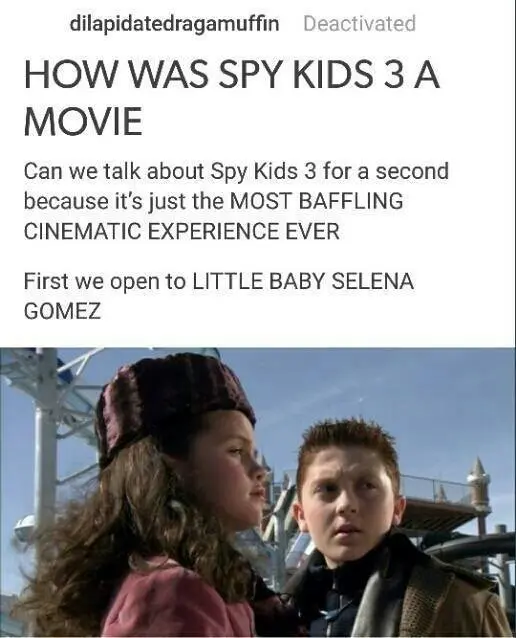 dilapidatedragamuffin Deactivated
HOW WAS SPY KIDS 3 A
MOVIE
Can we talk about Spy Kids 3 for a second
because it's just the MOST BAFFLING
CINEMATIC EXPERIENCE EVER
First we open to LITTLE BABY SELENA
GOMEZ